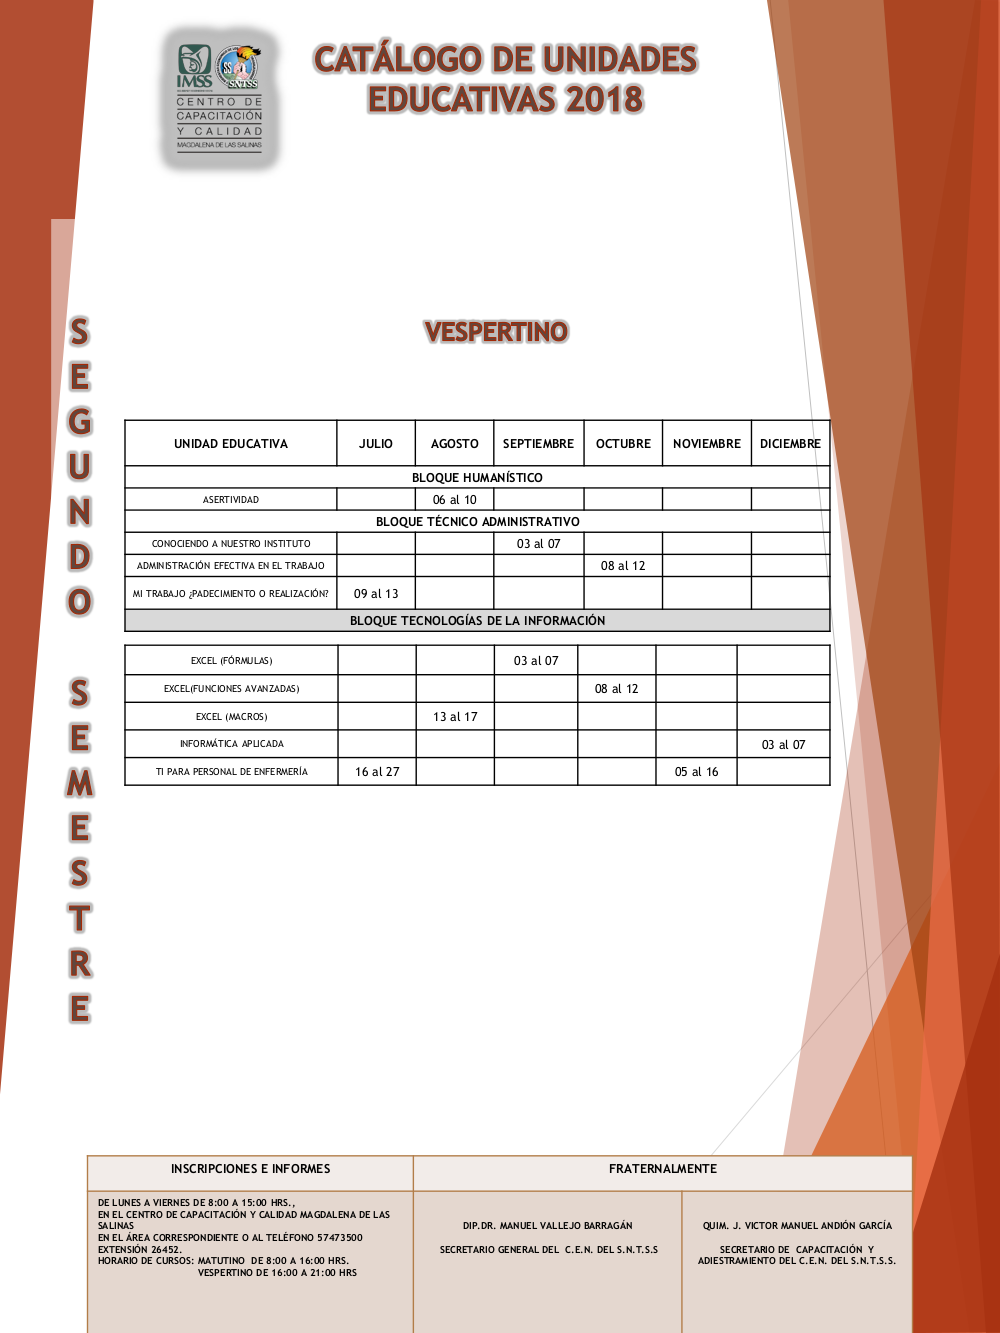 IMSS
SNTSS
CENTRO DE
CAPACITACIÓN
Y CALIDAD
MAGDALENA DE LAS SALINAS
CATÁLOGO DE UNIDADES
EDUCATIVAS 2018
SEGUNDO SEMESTRE
VESPERTINO
UNIDAD EDUCATIVA JULIO AGOSTO SEPTIEMBRE OCTUBRE NOVIEMBRE DICIEMBRE
BLOQUE HUMANÍSTICO
ASERTIVIDAD 06 al 10
BLOQUE TÉCNICO ADMINISTRATIVO
CONOCIENDO A NUESTRO INSTITUTO 03 al 07
ADMINISTRACIÓN EFECTIVA EN EL TRABAJO 08 al 12
MI TRABAJO ¿PADECIMIENTO O REALIZACIÓN? 09 al 13
BLOQUE TECNOLOGÍAS DE LA INFORMACIÓN
EXCEL (FÓRMULAS) 03 al 07
EXCEL(FUNCIONES AVANZADAS) 08 al 12
EXCEL (MACROS) 13 al 17
INFORMÁTICA APLICADA 03 al 07
TI PARA PERSONAL DE ENFERMERÍA 16 al 27 05 al 16
INSCRIPCIONES E INFORMES
DE LUNES A VIERNES DE 8:00 A 15:00 HRS.,
EN EL CENTRO DE CAPACITACIÓN Y CALIDAD MAGDALENA DE LAS
SALINAS
EN EL ÁREA CORRESPONDIENTE O AL TELÉFONO 57473500
EXTENSIÓN 26452.
HORARIO DE CURSOS: MATUTINO DE 8:00 A 16:00 HRS.
VESPERTINO DE 16:00 A 21:00 HRS
FRATERNALMENTE
DIP.DR. MANUEL VALLEJO BARRAGÁN
SECRETARIO GENERAL DEL C.E.N. DEL S.N.T.S.S
QUIM. J. VICTOR MANUEL ANDIÓN GARCÍA
SECRETARIO DE CAPACITACIÓN Y
ADIESTRAMIENTO DEL C.E.N. DEL S.N.T.S.S.